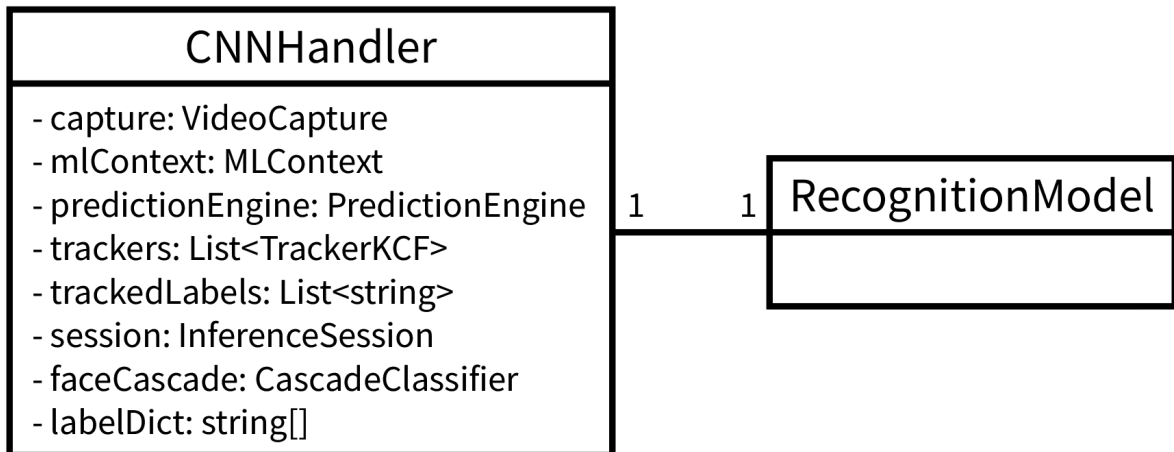 CNNHandler
- capture: VideoCapture
- mlContext: MLContext
- predictionEngine: PredictionEngine
- trackers: List<TrackerKCF>
- trackedLabels: List<string>
- session: InferenceSession
- faceCascade: CascadeClassifier
- labelDict: string[]
1
1
RecognitionModel